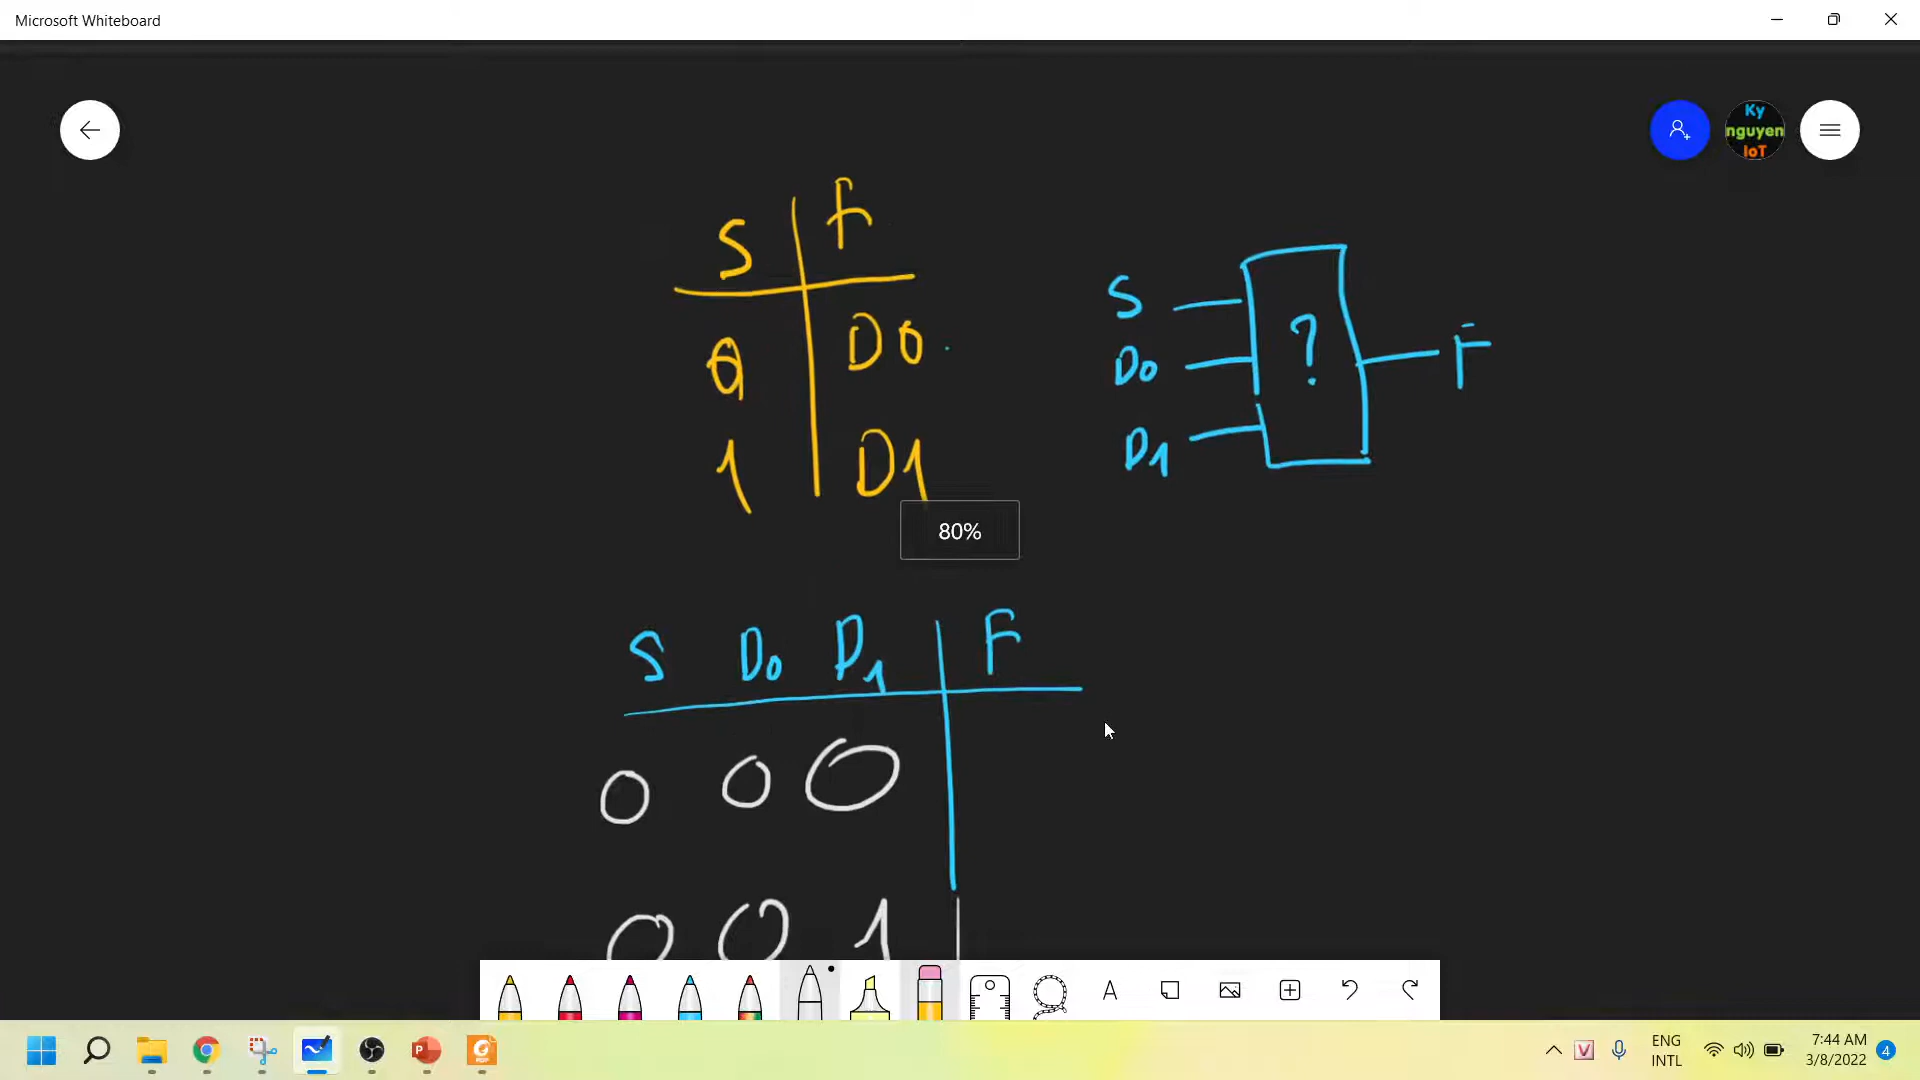 Microsoft Whiteboard
Ky
nguyen
IoT
S F
0 D0
1 D1
S
D0
D1
?
F
80%
S D0 D1 F
0 0 0
0 0 1
A
ENG
INTL
7:44 AM
3/8/2022
4
V